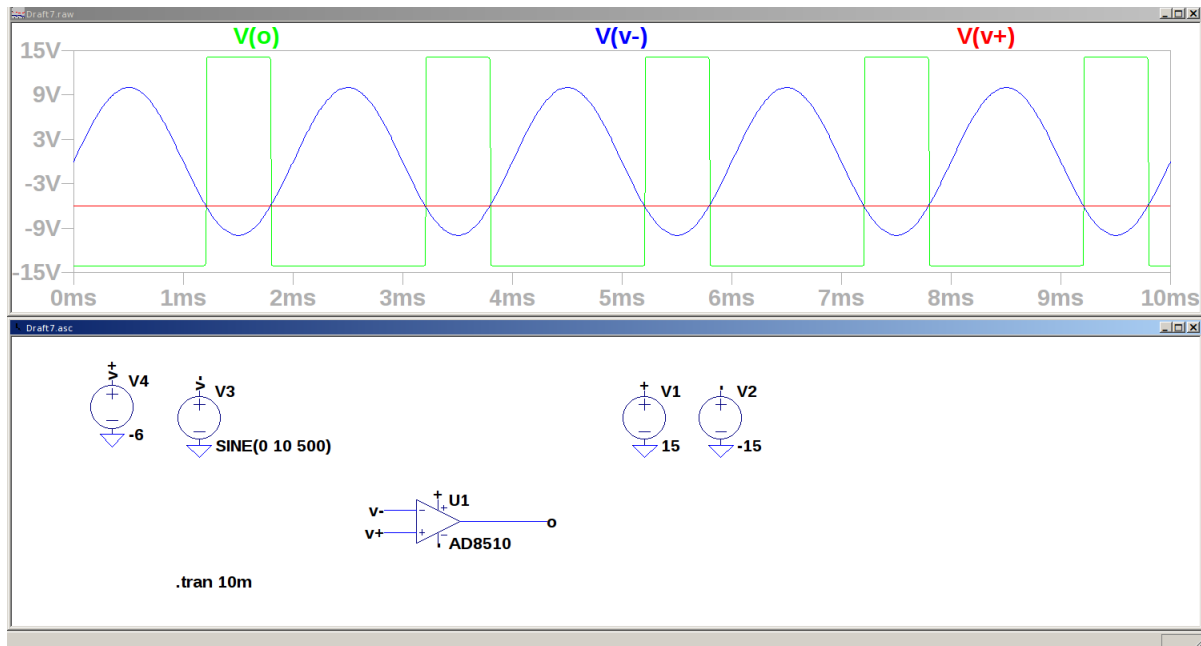 Draft7.raw
V(o) V(v-) V(v+)
15V
9V
3V
-3V
-9V
-15V
0ms 1ms 2ms 3ms 4ms 5ms 6ms 7ms 8ms 9ms 10ms
Draft7.asc
v+
V4
-6
v-
V3
SINE(0 10 500)
+
V1
15
-
V2
-15
v-
v+
+
U1
o
-
AD8510
.tran 10m